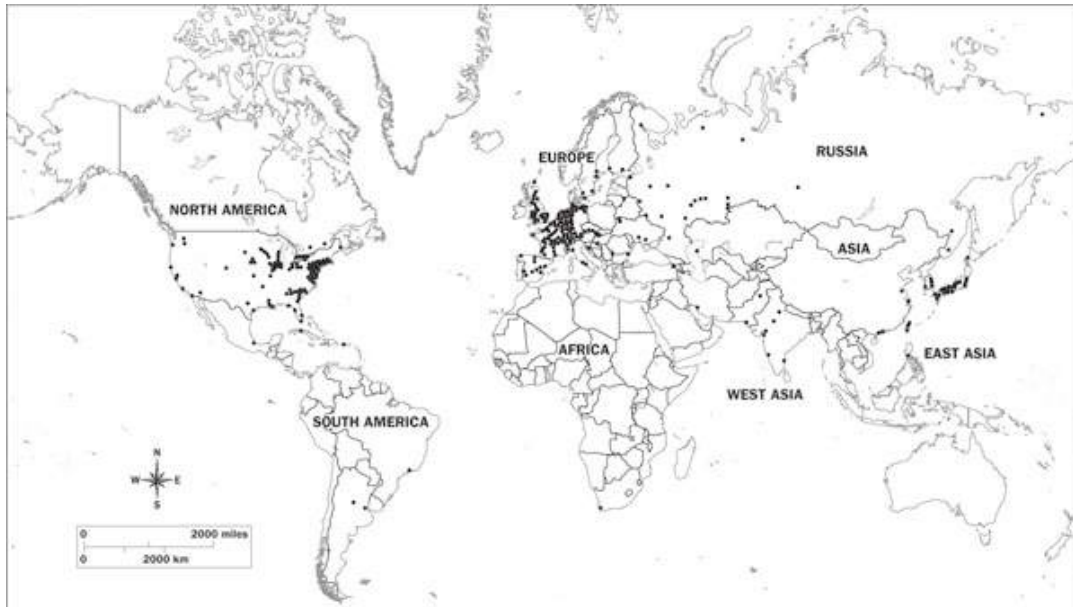 EUROPE
RUSSIA
NORTH AMERICA
ASIA
AFRICA
EAST ASIA
WEST ASIA
SOUTH AMERICA
N
W E
S
0 2000 miles
0 2000 km